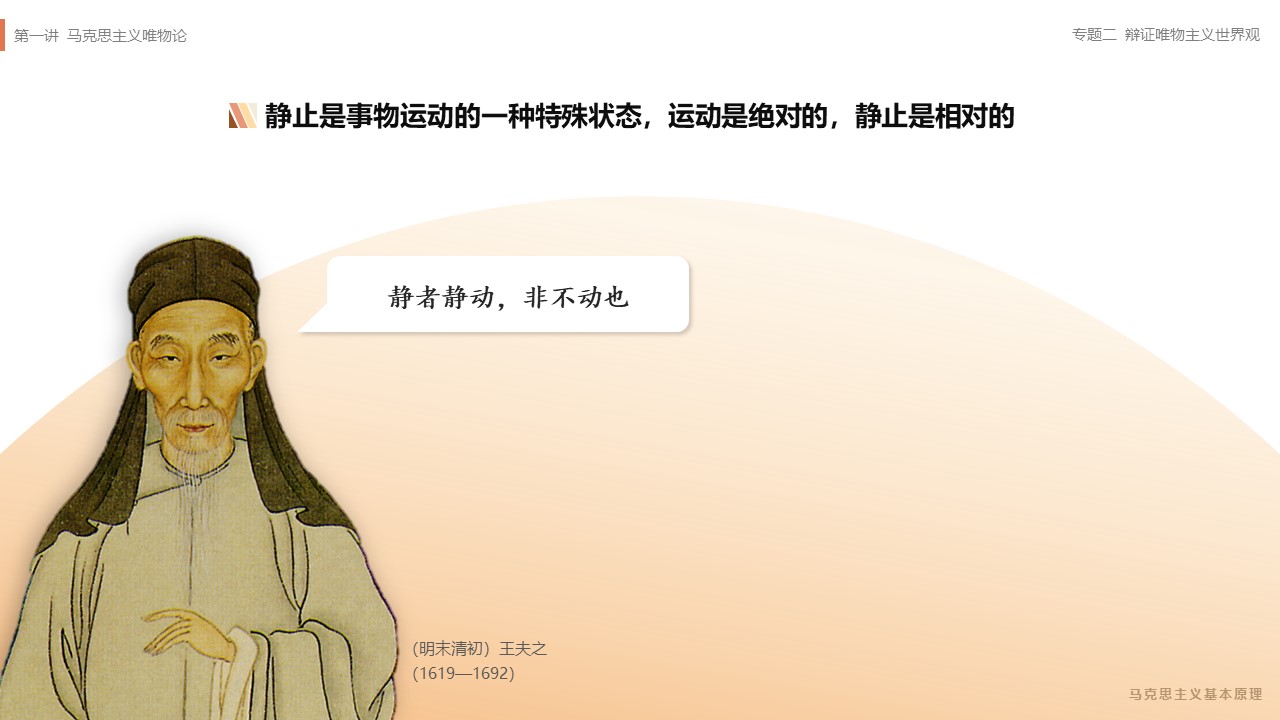 第一讲 马克思主义唯物论
专题二 辩证唯物主义世界观
静止是事物运动的一种特殊状态，运动是绝对的，静止是相对的
静者静动，非不动也
（明末清初）王夫之
（1619—1692）
马克思主义基本原理